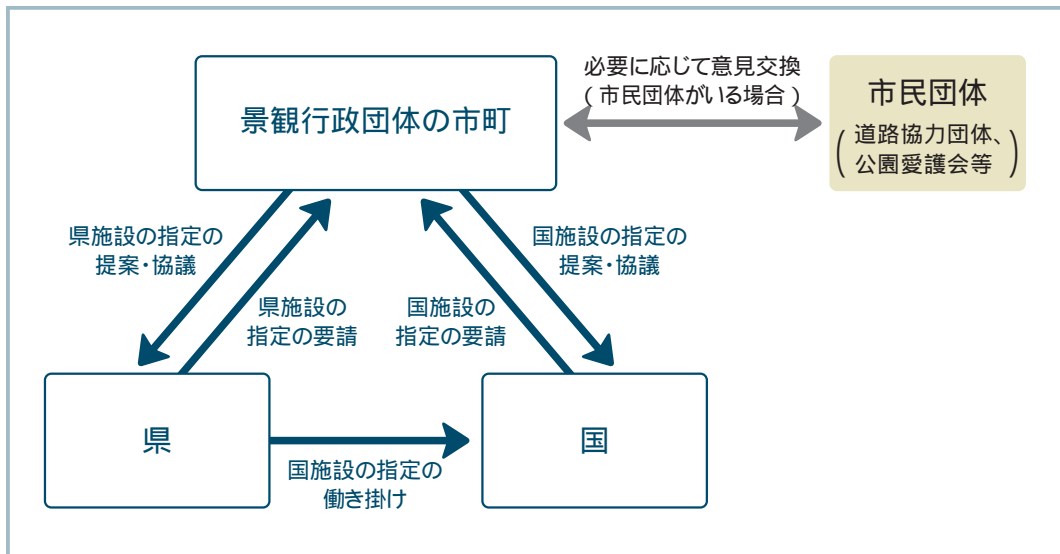 必要に応じて意見交換
(市民団体がいる場合)
景観行政団体の市町
市民団体
(道路協力団体、
公園愛護会等)
県施設の指定の
提案・協議
国施設の指定の
提案・協議
県施設の
指定の要請
国施設の
指定の要請
県
国
国施設の指定の
働き掛け